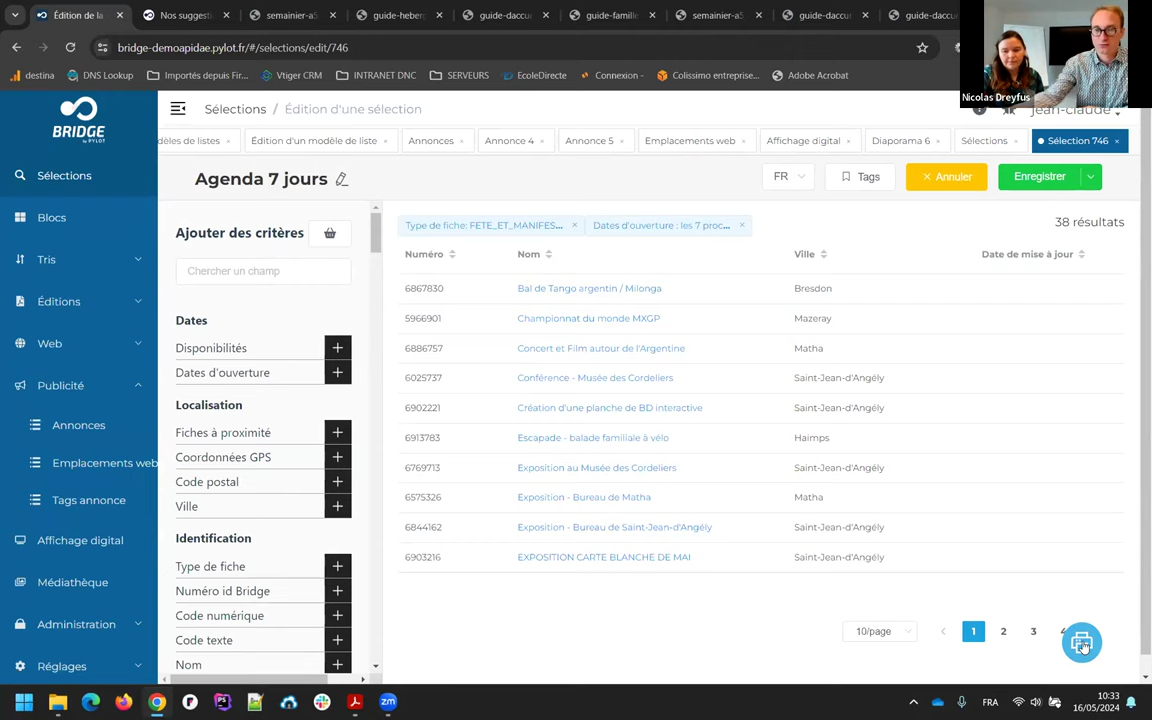 Édition de la
Nos suggesti
semainier-a5
guide-heberg
guide-daccue
guide-famille
semainier-a5
guide-daccue
guide-daccue
bridge-demoapidae.pylot.fr/#/selections/edit/746
destina
DNS Lookup
Importés depuis Fir...
Vtiger CRM
INTRANET DNC
SERVEURS
EcoleDirecte
Connexion -
Colissimo entreprise...
Adobe Acrobat
Nicolas Dreyfus
BRIDGE
by PYLOT
Sélections / Édition d'une sélection
jean-claude
dèles de listes
Édition d'un modèle de liste
Annonces
Annonce 4
Annonce 5
Emplacements web
Affichage digital
Diaporama 6
Sélections
Sélection 746
Sélections
Blocs
Tris
Éditions
Web
Publicité
Annonces
Emplacements web
Tags annonce
Affichage digital
Médiathèque
Administration
Réglages
Agenda 7 jours
FR
Tags
Annuler
Enregistrer
Ajouter des critères
Chercher un champ
Dates
Disponibilités
Dates d'ouverture
Localisation
Fiches à proximité
Coordonnées GPS
Code postal
Ville
Identification
Type de fiche
Numéro id Bridge
Code numérique
Code texte
Nom
Type de fiche: FETE_ET_MANIFES...
Dates d'ouverture : les 7 proc...
38 résultats
Numéro Nom Ville Date de mise à jour
6867830 Bal de Tango argentin / Milonga Bresdon
5966901 Championnat du monde MXGP Mazeray
6886757 Concert et Film autour de l'Argentine Matha
6025737 Conférence - Musée des Cordeliers Saint-Jean-d'Angély
6902221 Création d'une planche de BD interactive Saint-Jean-d'Angély
6913783 Escapade - balade familiale à vélo Haimps
6769713 Exposition au Musée des Cordeliers Saint-Jean-d'Angély
6575326 Exposition - Bureau de Matha Matha
6844162 Exposition - Bureau de Saint-Jean-d'Angély Saint-Jean-d'Angély
6903216 EXPOSITION CARTE BLANCHE DE MAI Saint-Jean-d'Angély
10/page
1 2 3 4
FRA
10:33
16/05/2024